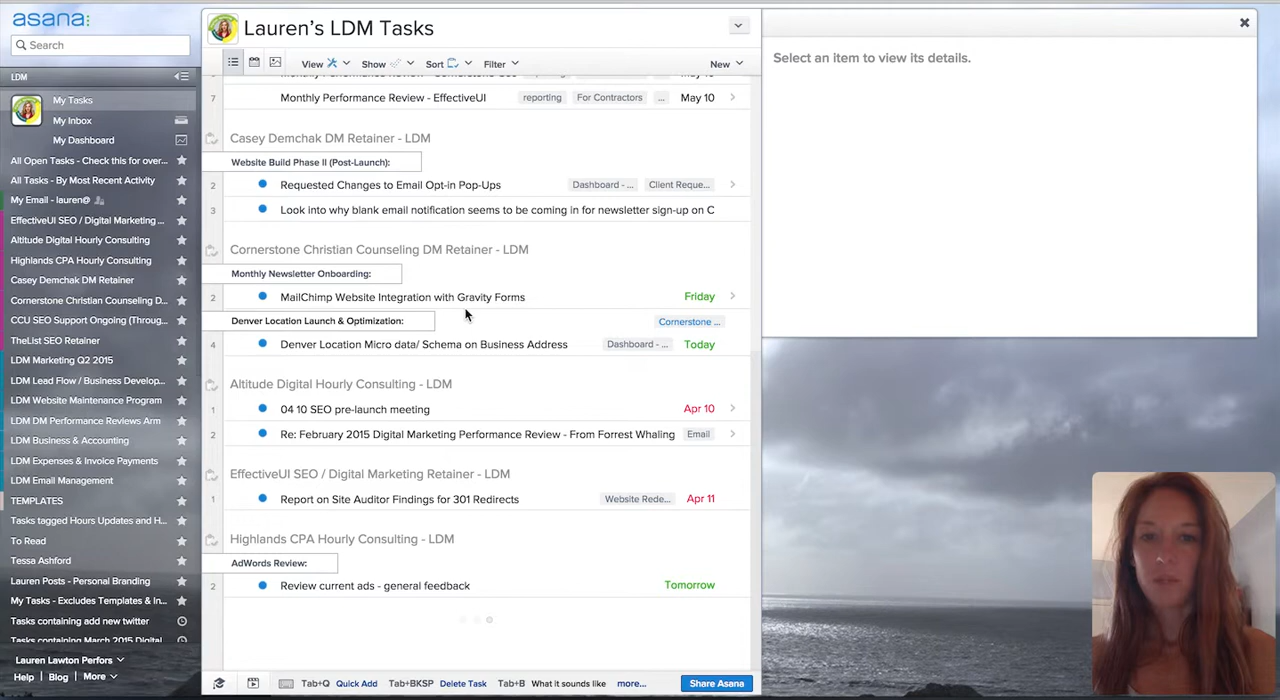 asana:
Search
LDM
My Tasks
My Inbox
My Dashboard
All Open Tasks - Check this for over...
All Tasks - By Most Recent Activity
My Email - lauren@
EffectiveUI SEO / Digital Marketing ...
Altitude Digital Hourly Consulting
Highlands CPA Hourly Consulting
Casey Demchak DM Retainer
Cornerstone Christian Counseling D...
CCU SEO Support Ongoing (Throug...
TheList SEO Retainer
LDM Marketing Q2 2015
LDM Lead Flow / Business Develop...
LDM Website Maintenance Program
LDM DM Performance Reviews Arm
LDM Business & Accounting
LDM Expenses & Invoice Payments
LDM Email Management
TEMPLATES
Tasks tagged Hours Updates and H...
To Read
Tessa Ashford
Lauren Posts - Personal Branding
My Tasks - Excludes Templates & In...
Tasks containing add new twitter
Tasks containing March 2015 Digital
Lauren Lawton Perfors
Help | Blog | More
Lauren's LDM Tasks
View Show Sort Filter New
7 Monthly Performance Review - EffectiveUI reporting For Contractors ... May 10
Casey Demchak DM Retainer - LDM
Website Build Phase II (Post-Launch):
2 Requested Changes to Email Opt-in Pop-Ups Dashboard - ... Client Reque...
3 Look into why blank email notification seems to be coming in for newsletter sign-up on C
Cornerstone Christian Counseling DM Retainer - LDM
Monthly Newsletter Onboarding:
2 MailChimp Website Integration with Gravity Forms Friday
Denver Location Launch & Optimization: Cornerstone ...
4 Denver Location Micro data/ Schema on Business Address Dashboard - ... Today
Altitude Digital Hourly Consulting - LDM
1 04 10 SEO pre-launch meeting Apr 10
2 Re: February 2015 Digital Marketing Performance Review - From Forrest Whaling Email
EffectiveUI SEO / Digital Marketing Retainer - LDM
1 Report on Site Auditor Findings for 301 Redirects Website Rede... Apr 11
Highlands CPA Hourly Consulting - LDM
AdWords Review:
2 Review current ads - general feedback Tomorrow
Tab+Q Quick Add Tab+BKSP Delete Task Tab+B What it sounds like more... Share Asana
Select an item to view its details.